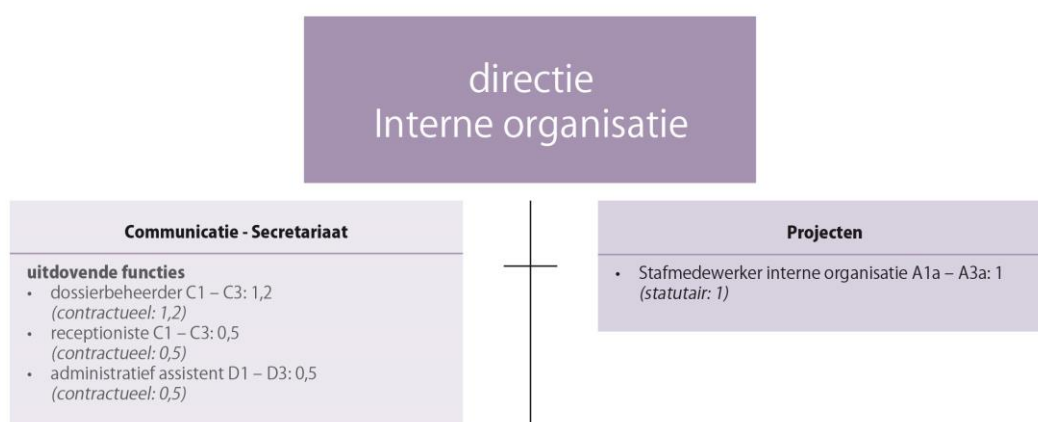 directie
Interne organisatie
Communicatie - Secretariaat
uitdovende functies
• dossierbeheerder C1 – C3: 1,2
(contractueel: 1,2)
• receptioniste C1 – C3: 0,5
(contractueel: 0,5)
• administratief assistent D1 – D3: 0,5
(contractueel: 0,5)
Projecten
• Stafmedewerker interne organisatie A1a – A3a: 1
(statutair: 1)